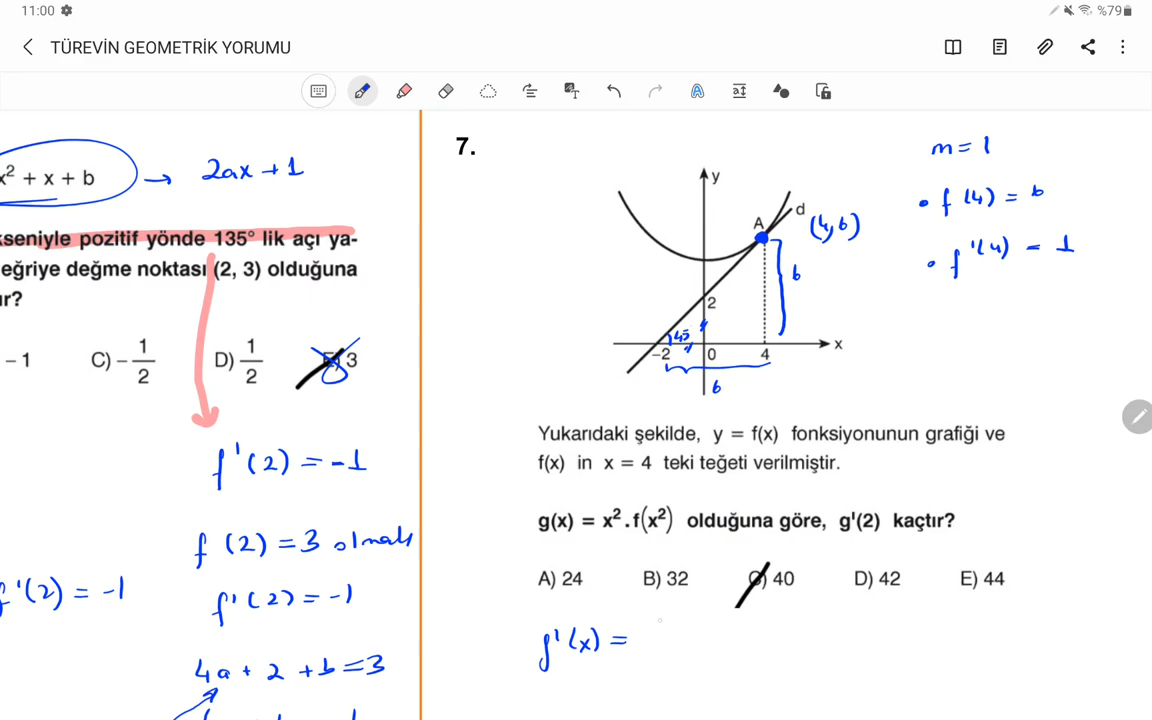 11:00
%79
TÜREVİN GEOMETRİK YORUMU
x² + x + b → 2ax + 1
kseniyle pozitif yönde 135° lik açı ya-
eğriye değme noktası (2, 3) olduğuna
ır?
– 1 C) –1/2 D) 1/2 3
f'(2) = -1
f(2) = 3 olmalı
f'(2) = -1
f'(2) = -1
4a + 2 + b = 3
7.
y
d
A
(4,6)
6
2
45
–2 0 4 x
6
m = 1
• f(4) = 6
• f'(4) = 1
Yukarıdaki şekilde, y = f(x) fonksiyonunun grafiği ve
f(x) in x = 4 teki teğeti verilmiştir.
g(x) = x².f(x²) olduğuna göre, g'(2) kaçtır?
A) 24 B) 32 C) 40 D) 42 E) 44
g'(x) =